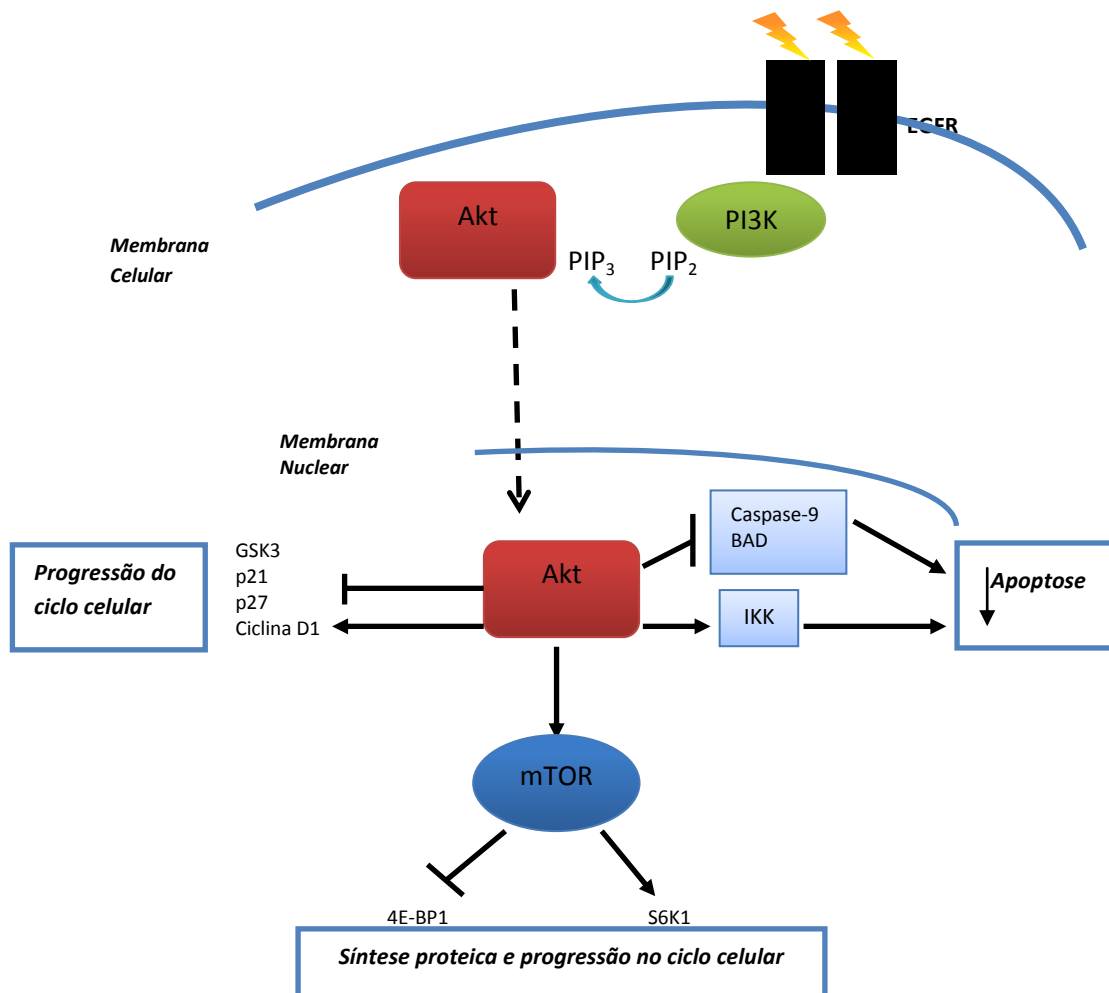 EGFR
Akt
PI3K
Membrana
Celular
PIP3
PIP2
Membrana
Nuclear
Caspase-9
BAD
GSK3
p21
p27
Ciclina D1
Progressão do
ciclo celular
Akt
IKK
Apoptose
mTOR
4E-BP1
S6K1
Síntese proteica e progressão no ciclo celular